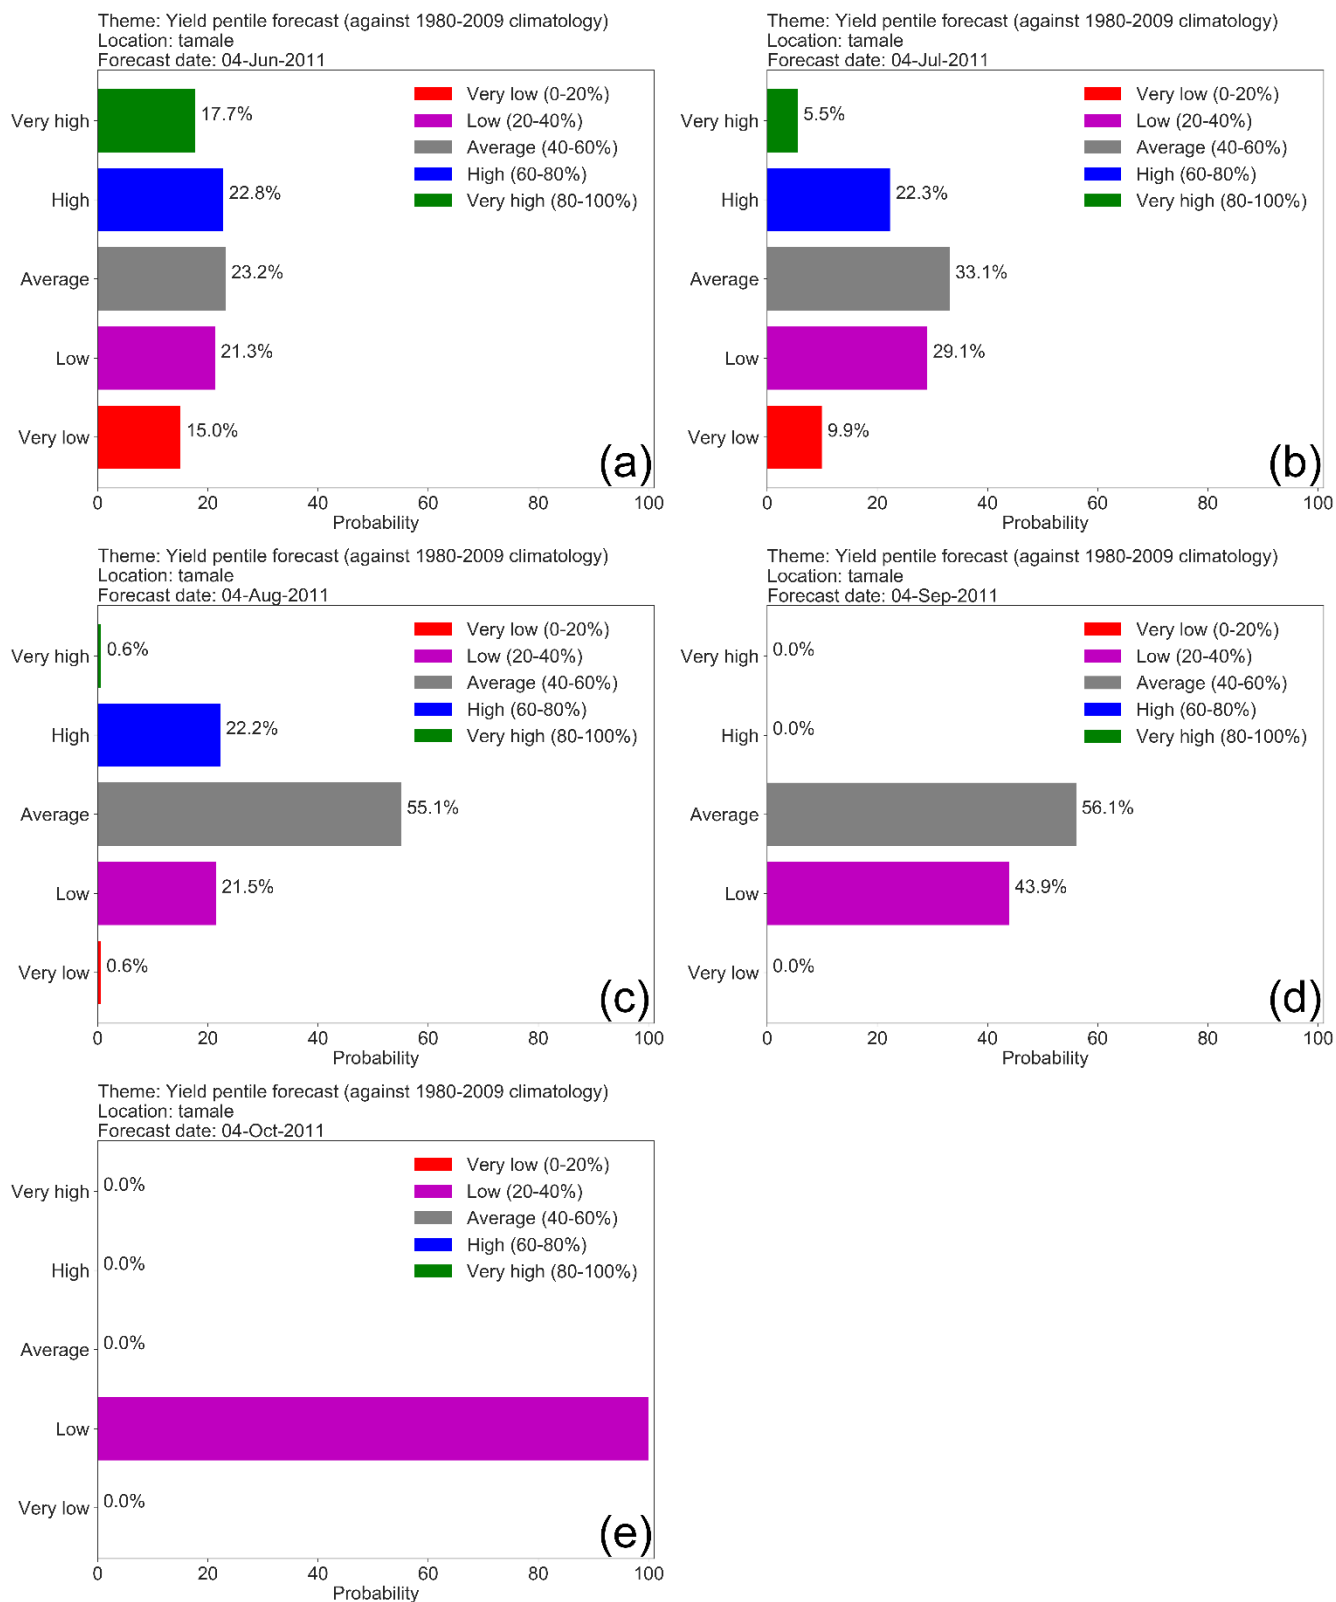 Theme: Yield pentile forecast (against 1980-2009 climatology)
Location: tamale
Forecast date: 04-Jun-2011
Very low (0-20%)
Low (20-40%)
Average (40-60%)
High (60-80%)
Very high (80-100%)
Very high
17.7%
High
22.8%
Average
23.2%
Low
21.3%
Very low
15.0%
(a)
0 20 40 60 80 100
Probability
Theme: Yield pentile forecast (against 1980-2009 climatology)
Location: tamale
Forecast date: 04-Jul-2011
Very low (0-20%)
Low (20-40%)
Average (40-60%)
High (60-80%)
Very high (80-100%)
Very high
5.5%
High
22.3%
Average
33.1%
Low
29.1%
Very low
9.9%
(b)
0 20 40 60 80 100
Probability
Theme: Yield pentile forecast (against 1980-2009 climatology)
Location: tamale
Forecast date: 04-Aug-2011
Very low (0-20%)
Low (20-40%)
Average (40-60%)
High (60-80%)
Very high (80-100%)
Very high
0.6%
High
22.2%
Average
55.1%
Low
21.5%
Very low
0.6%
(c)
0 20 40 60 80 100
Probability
Theme: Yield pentile forecast (against 1980-2009 climatology)
Location: tamale
Forecast date: 04-Sep-2011
Very low (0-20%)
Low (20-40%)
Average (40-60%)
High (60-80%)
Very high (80-100%)
Very high
0.0%
High
0.0%
Average
56.1%
Low
43.9%
Very low
0.0%
(d)
0 20 40 60 80 100
Probability
Theme: Yield pentile forecast (against 1980-2009 climatology)
Location: tamale
Forecast date: 04-Oct-2011
Very low (0-20%)
Low (20-40%)
Average (40-60%)
High (60-80%)
Very high (80-100%)
Very high
0.0%
High
0.0%
Average
0.0%
Low
Very low
0.0%
(e)
0 20 40 60 80 100
Probability